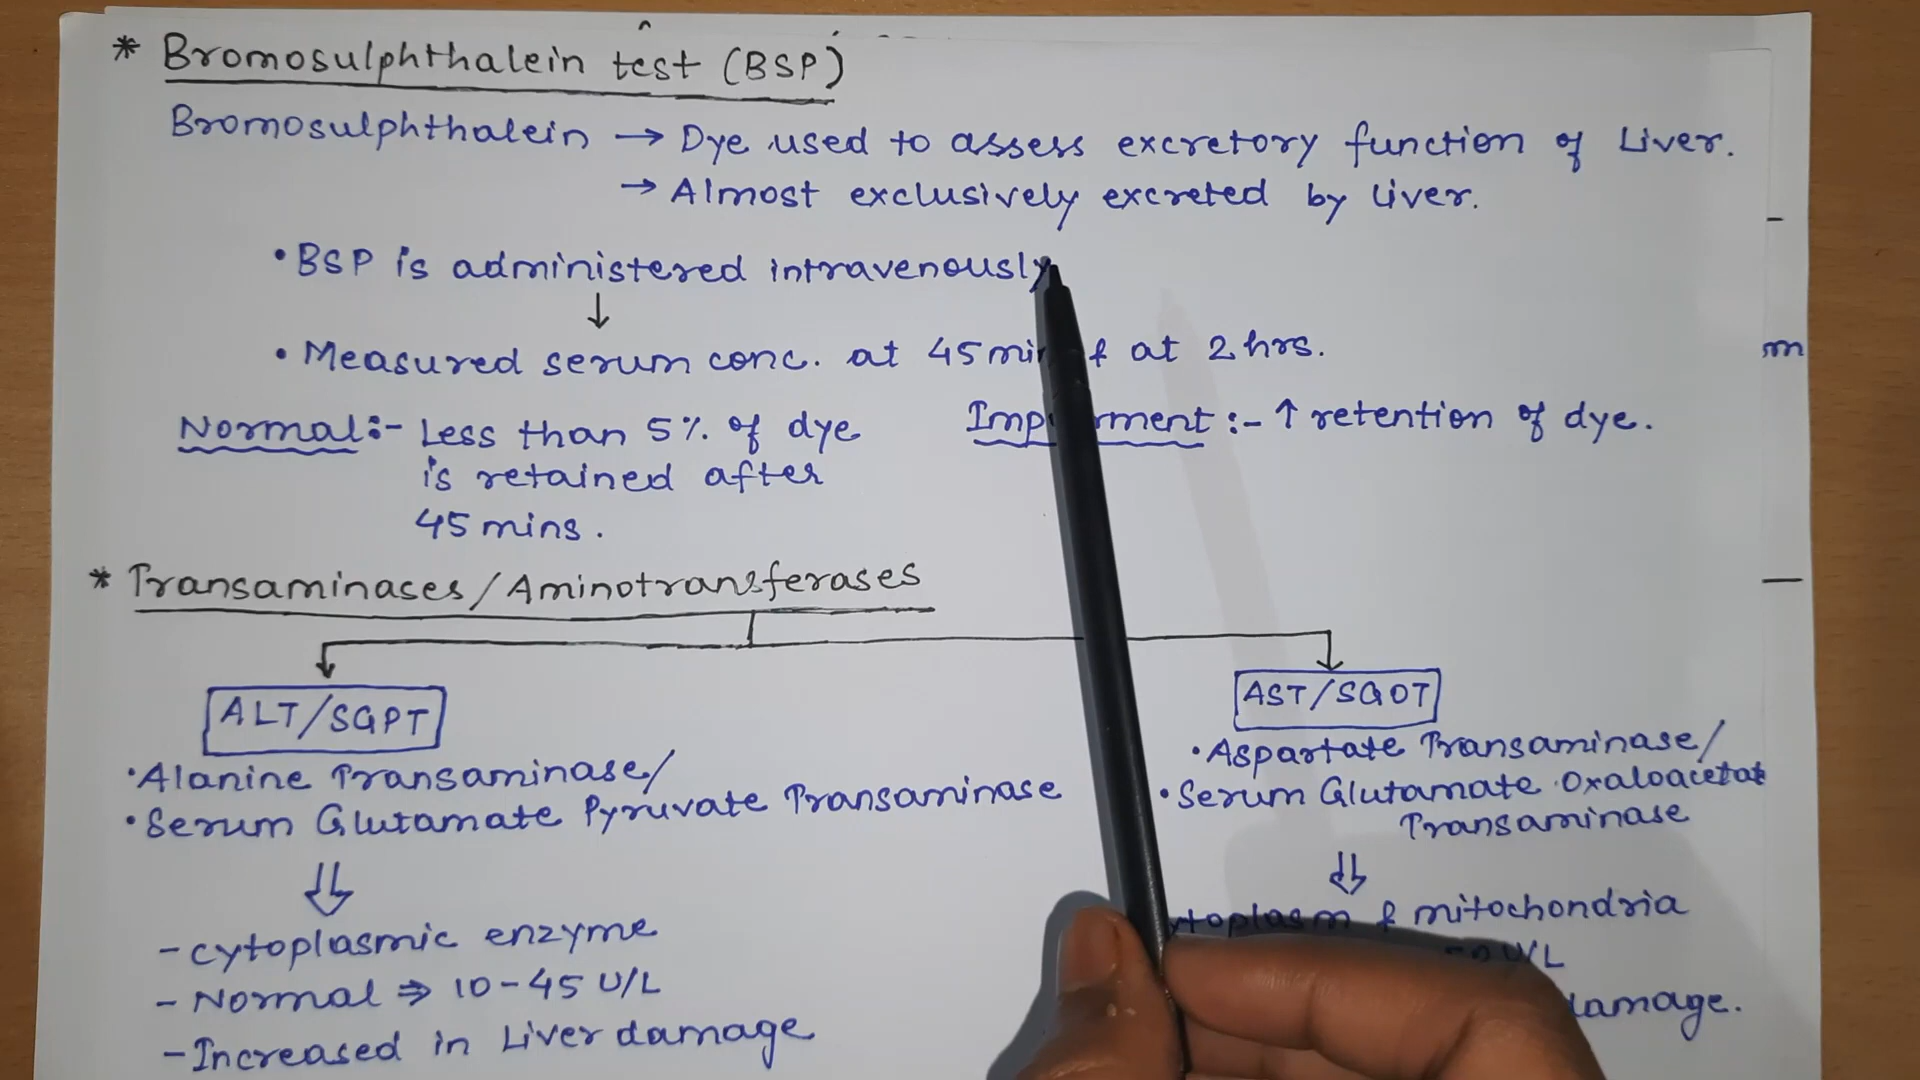 * Bromosulphthalein test (BSP)
Bromosulphthalein → Dye used to assess excretory function of Liver.
→ Almost exclusively excreted by liver.
• BSP is administered intravenously
↓
• Measured serum conc. at 45 min & at 2 hrs.
Normal:- Less than 5% of dye
is retained after
45 mins.
Impairment :- ↑ retention of dye.
* Transaminases/Aminotransferases
ALT/SGPT
• Alanine Transaminase/
• Serum Glutamate Pyruvate Transaminase
⇓
- cytoplasmic enzyme
- Normal ⇒ 10-45 U/L
- Increased in Liver damage
AST/SGOT
• Aspartate Transaminase/
• Serum Glutamate Oxaloacetate
Transaminase
⇓
& mitochondria
U/L
damage.
m